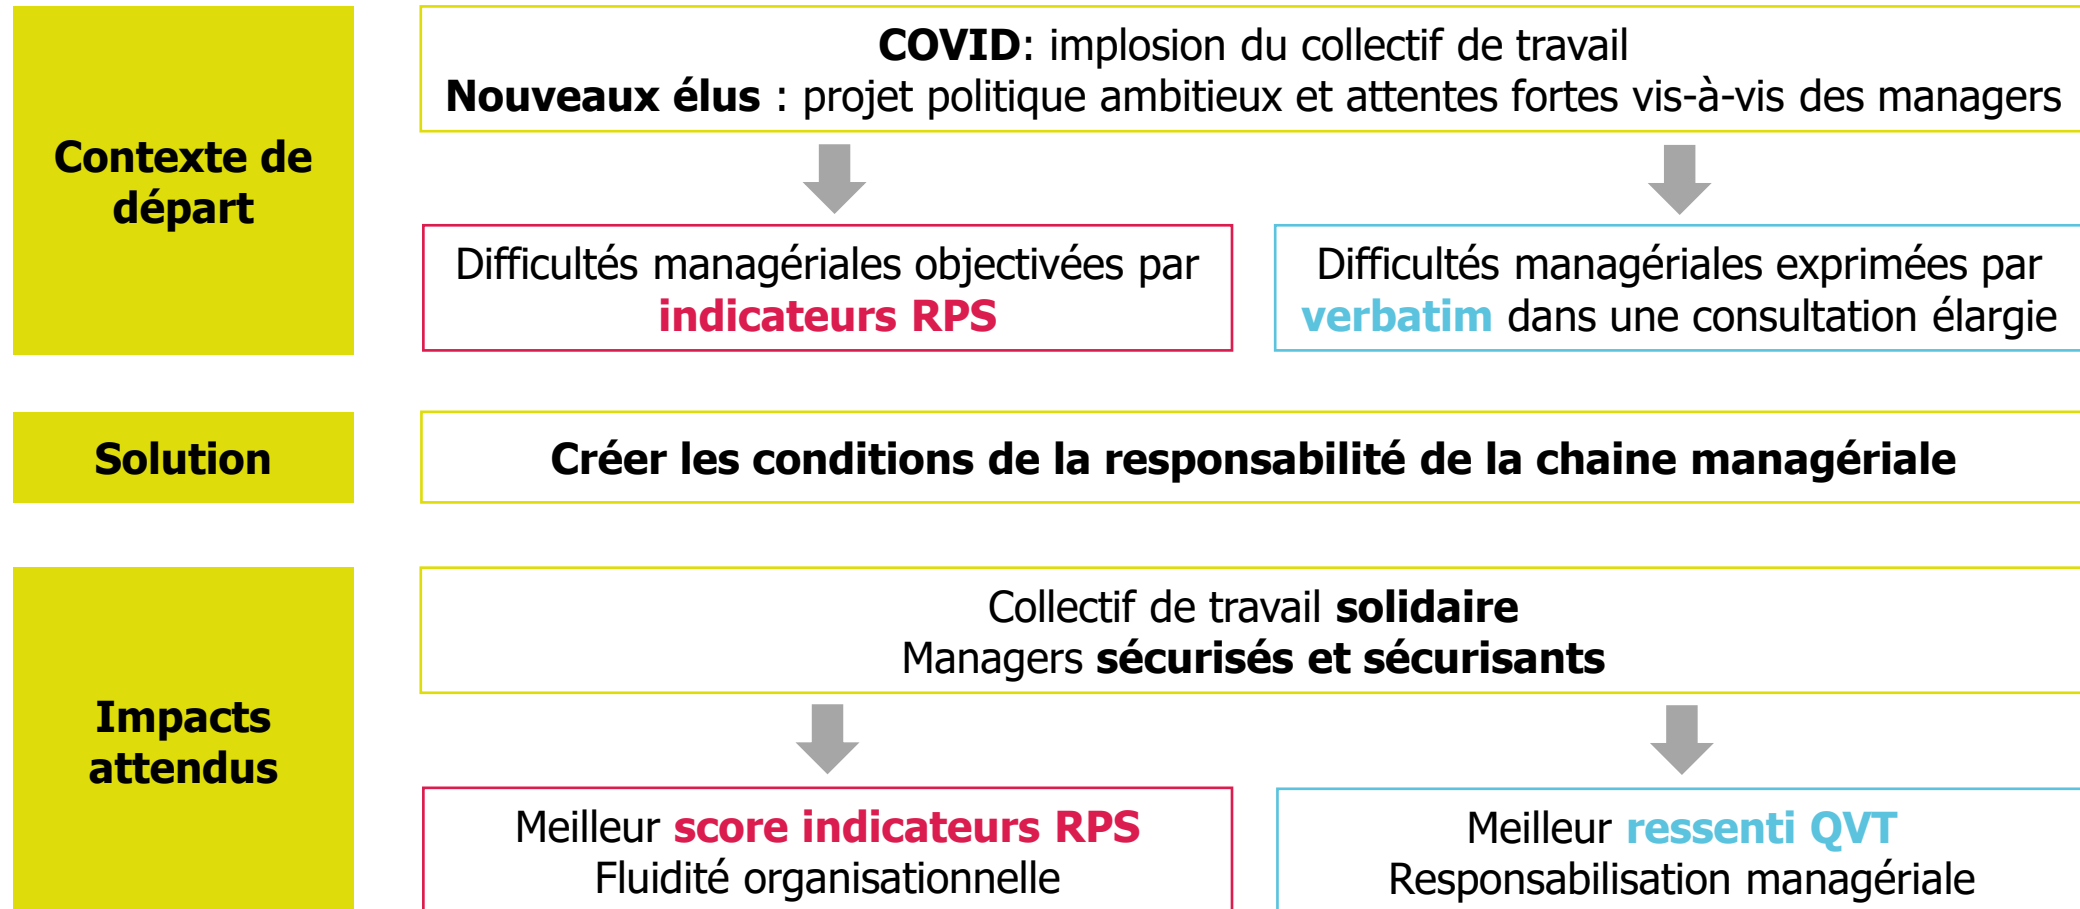 Contexte de
départ
COVID: implosion du collectif de travail
Nouveaux élus : projet politique ambitieux et attentes fortes vis-à-vis des managers
Difficultés managériales objectivées par
indicateurs RPS
Difficultés managériales exprimées par
verbatim dans une consultation élargie
Solution
Créer les conditions de la responsabilité de la chaine managériale
Impacts
attendus
Collectif de travail solidaire
Managers sécurisés et sécurisants
Meilleur score indicateurs RPS
Fluidité organisationnelle
Meilleur ressenti QVT
Responsabilisation managériale